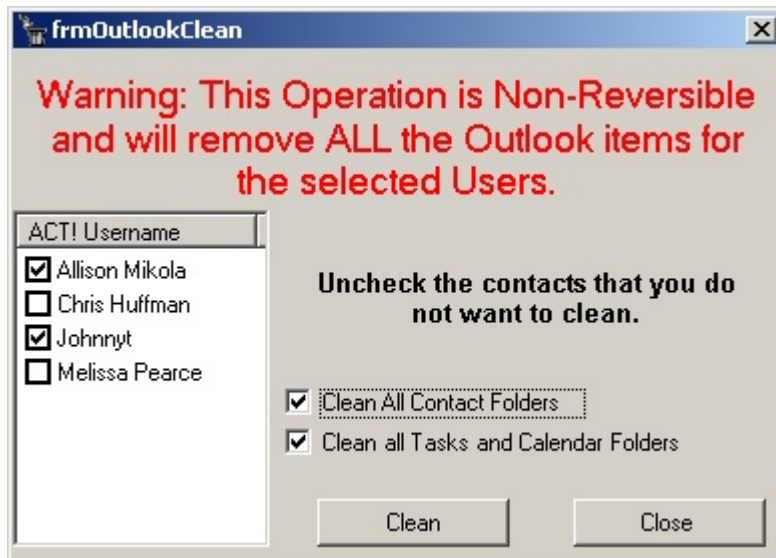 frmOutlookClean
Warning: This Operation is Non-Reversible
and will remove ALL the Outlook items for
the selected Users.
ACT! Username
Allison Mikola
Chris Huffman
Johnnyt
Melissa Pearce
Uncheck the contacts that you do
not want to clean.
Clean All Contact Folders
Clean all Tasks and Calendar Folders
Clean
Close